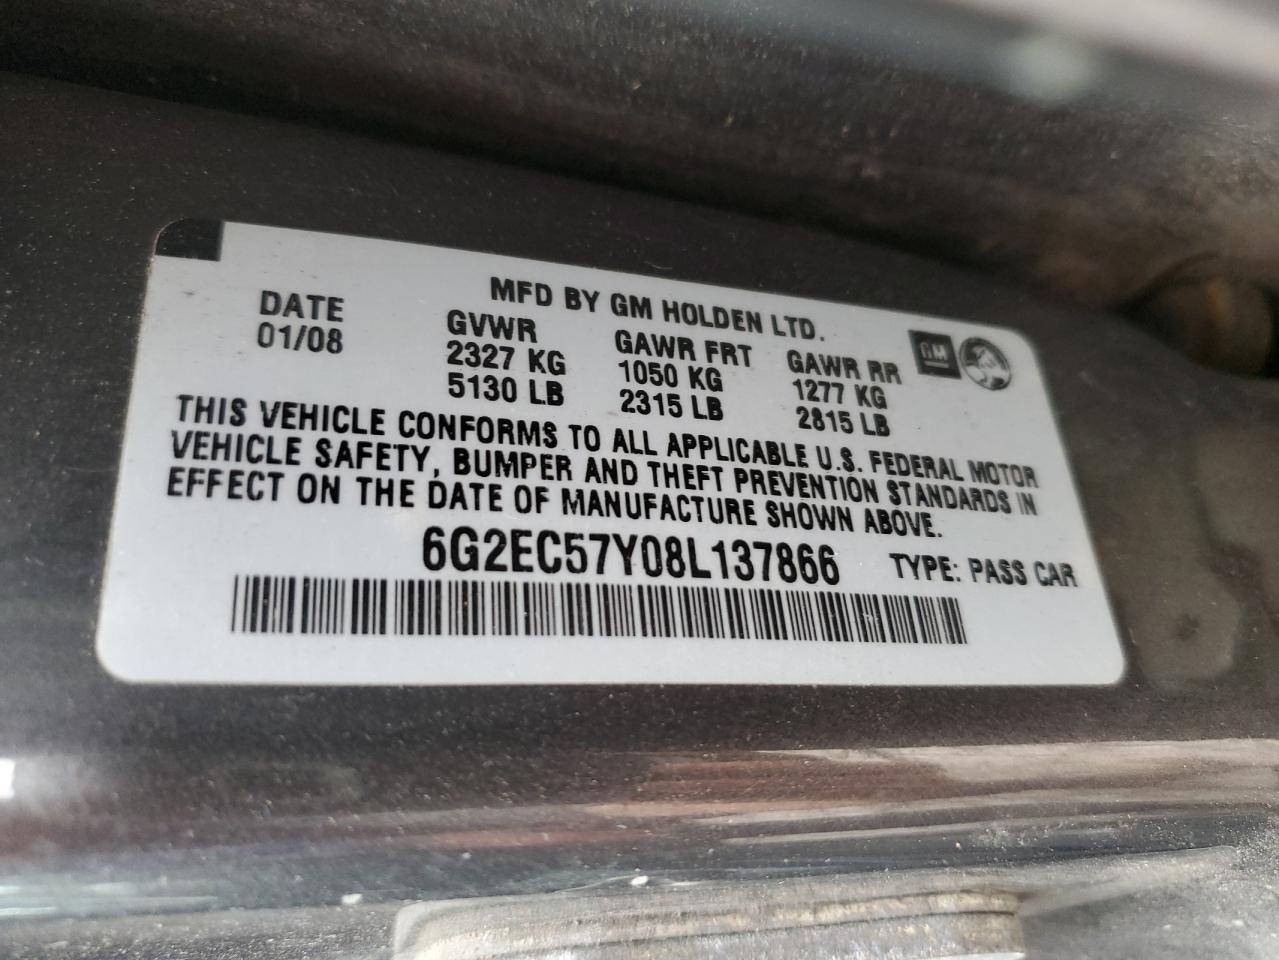 MFD BY GM HOLDEN LTD.
DATE
01/08
GVWR
2327 KG
5130 LB
GAWR FRT
1050 KG
2315 LB
GAWR RR
1277 KG
2815 LB
GM
THIS VEHICLE CONFORMS TO ALL APPLICABLE U.S. FEDERAL MOTOR
VEHICLE SAFETY, BUMPER AND THEFT PREVENTION STANDARDS IN
EFFECT ON THE DATE OF MANUFACTURE SHOWN ABOVE.
6G2EC57Y08L137866
TYPE: PASS CAR